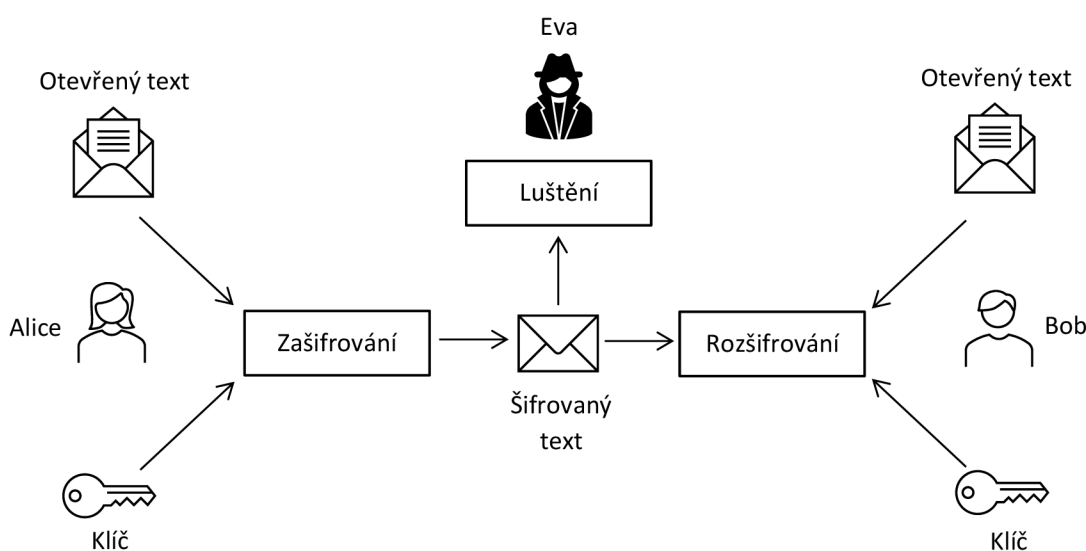 Eva
Otevřený text
Otevřený text
Luštění
Alice
Zašifrování
Rozšifrování
Bob
Šifrovaný
text
Klíč
Klíč